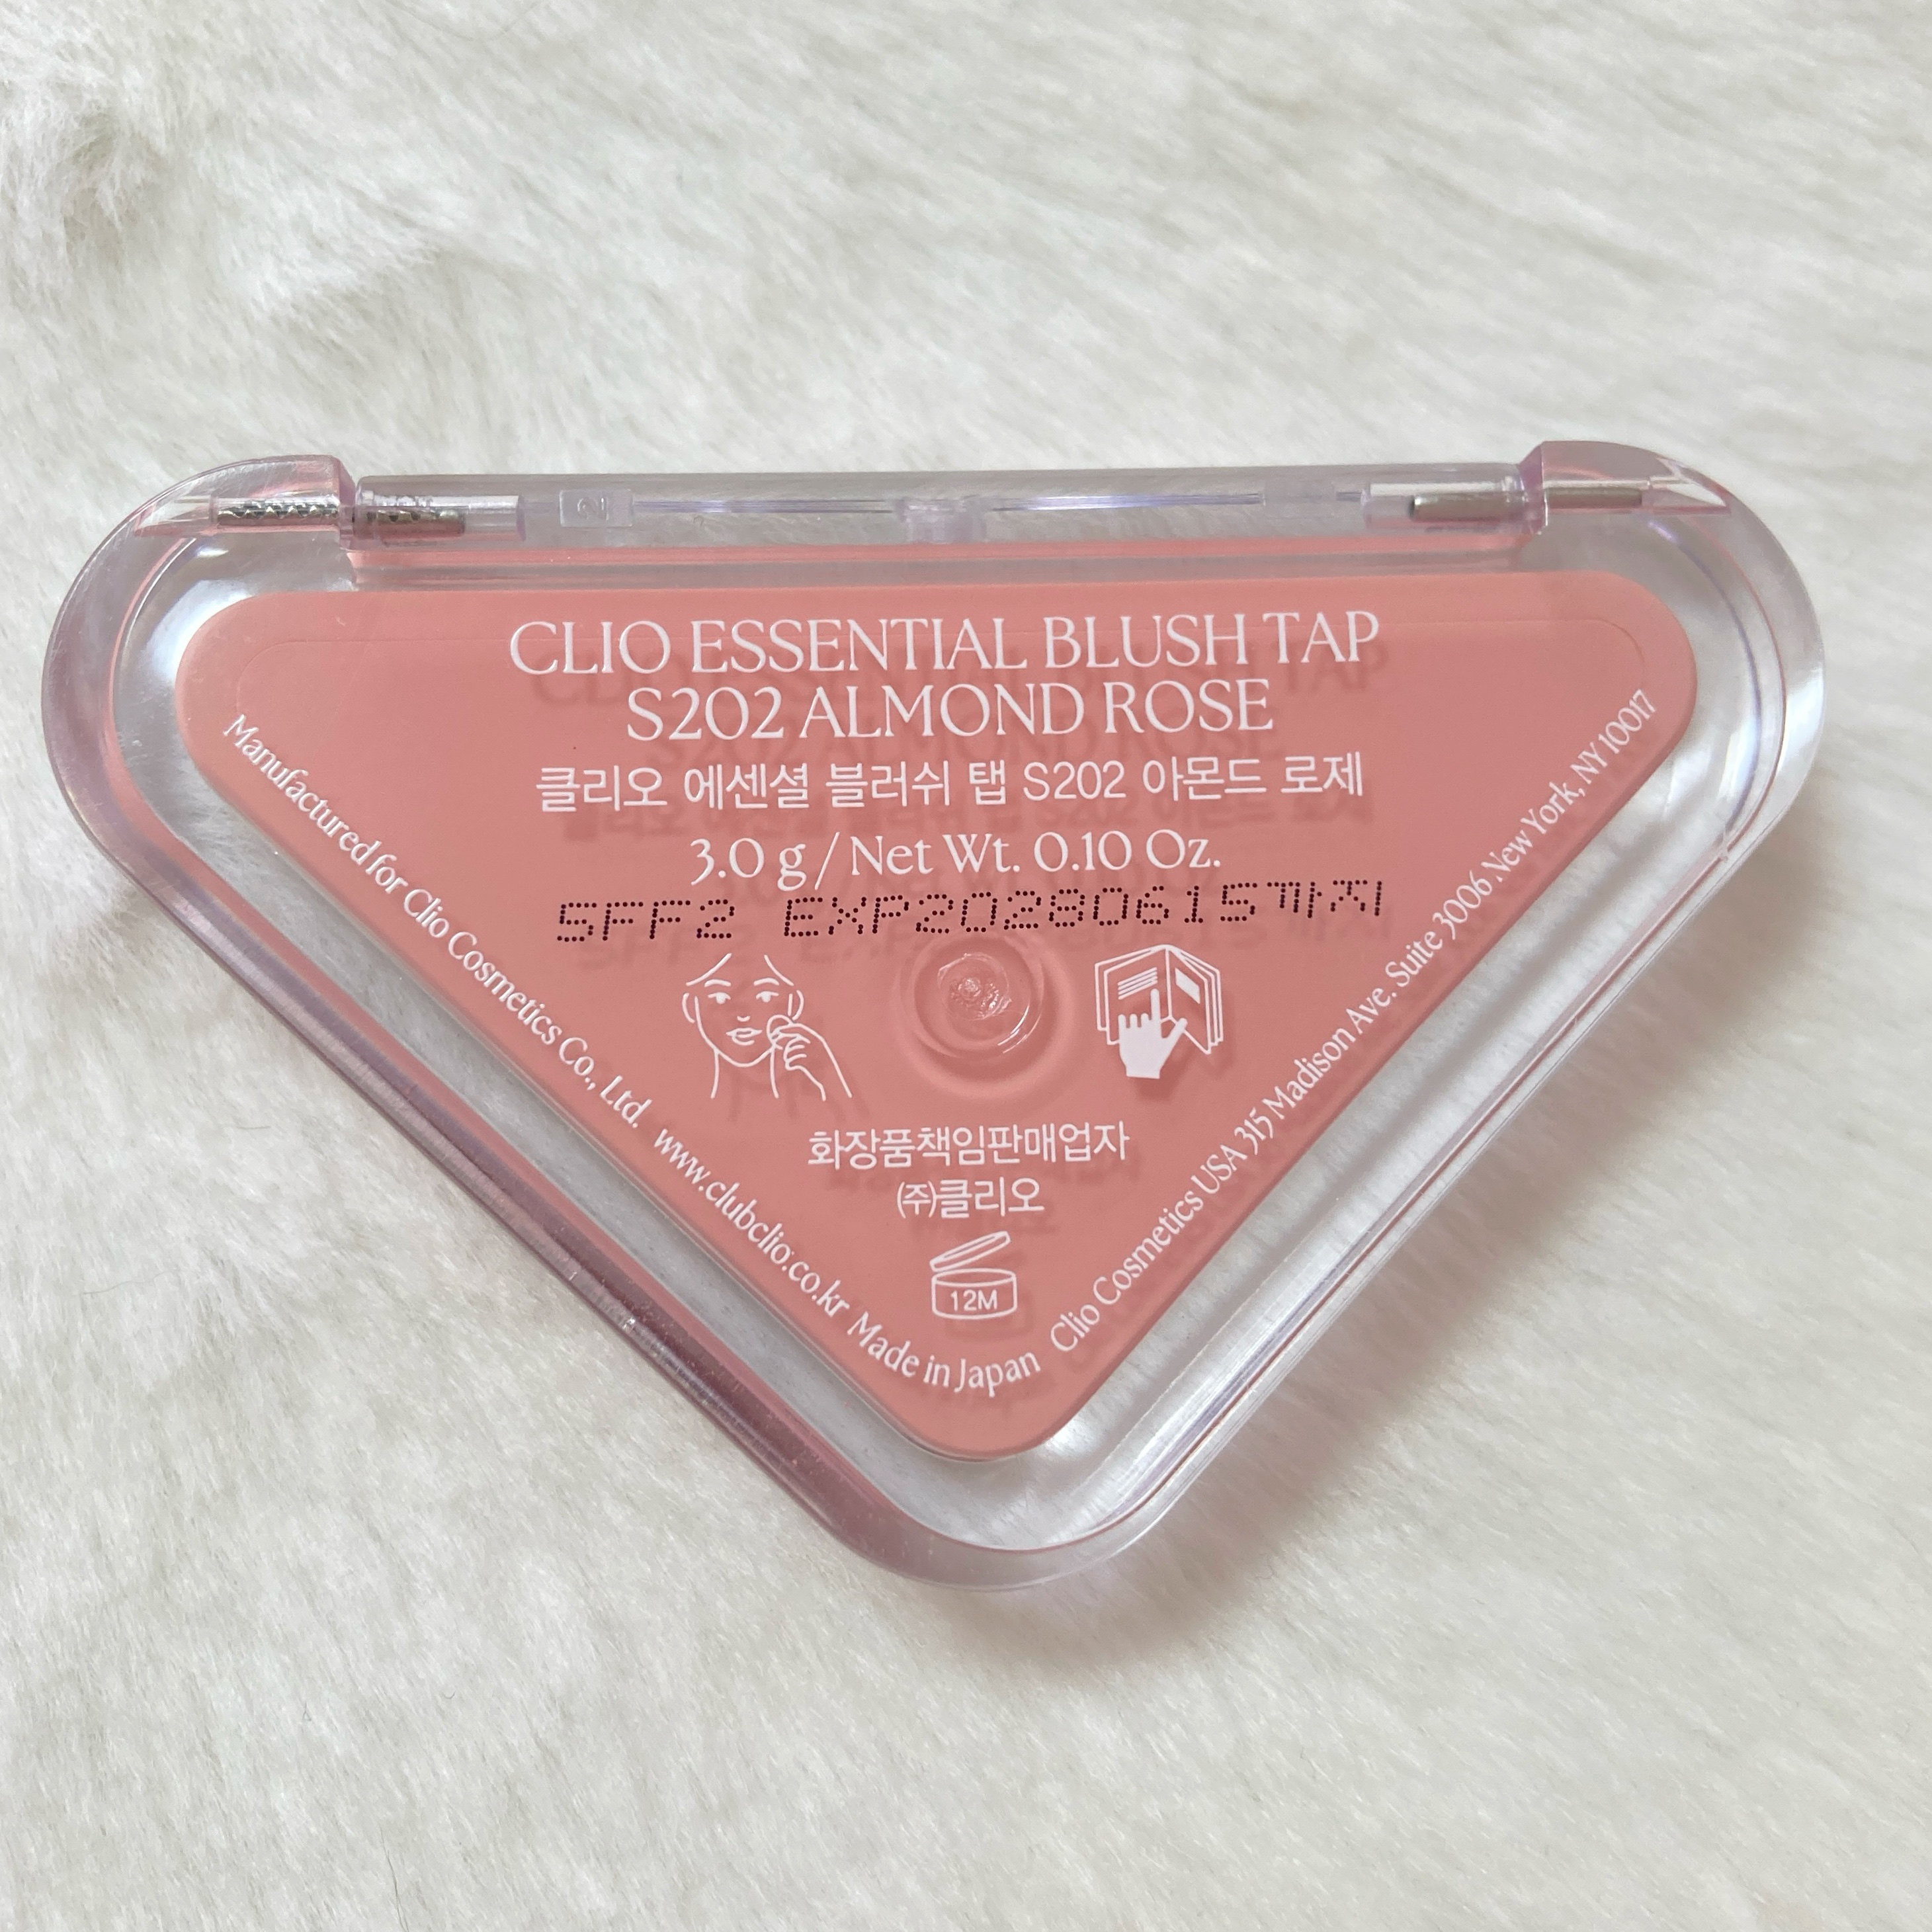 CLIO ESSENTIAL BLUSH TAP
S202 ALMOND ROSE
클리오 에센셜 블러쉬 탭 S202 아몬드 로제
3.0 g / Net Wt. 0.10 Oz.
5FF2 EXP20280615까지
화장품책임판매업자
㈜클리오
12M
Manufactured for Clio Cosmetics Co., Ltd. www.clubclio.co.kr Made in Japan Clio Cosmetics USA 315 Madison Ave. Suite 3006 New York, NY 10017
2